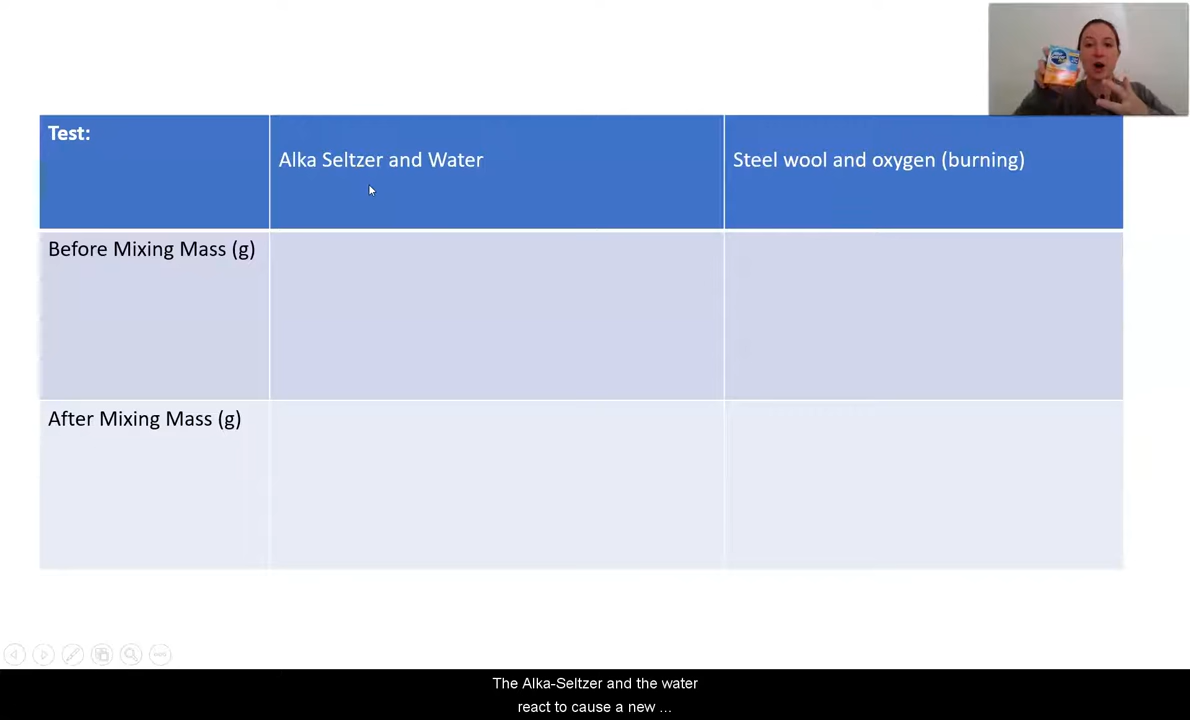 Test:
Alka Seltzer and Water
Steel wool and oxygen (burning)
Before Mixing Mass (g)
After Mixing Mass (g)
The Alka-Seltzer and the water
react to cause a new ...